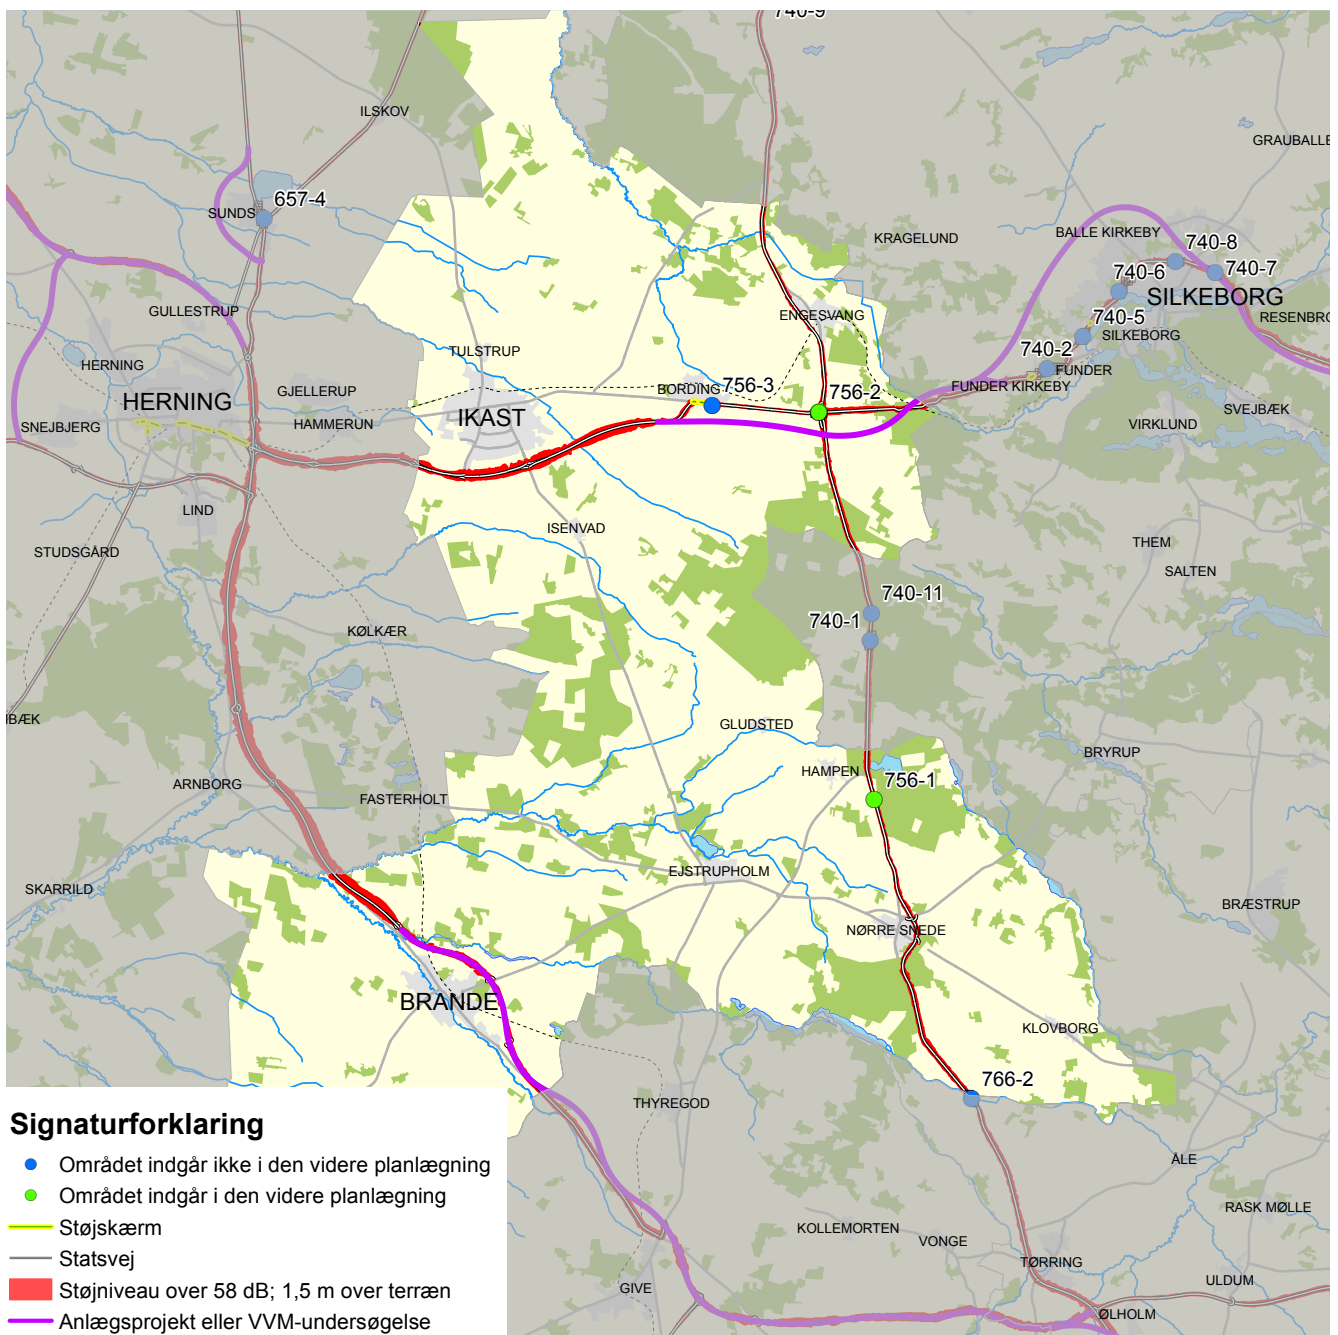 740-9
ILSKOV
GRAUBALLE
657-4
SUNDS
KRAGELUND
BALLE KIRKEBY
740-8
740-6
740-7
SILKEBORG
GULLESTRUP
ENGESVANG
RESENBRO
740-5
SILKEBORG
TULSTRUP
HERNING
740-2
FUNDER
GJELLERUP
BORDING
756-3
756-2
FUNDER KIRKEBY
HERNING
SVEJBÆK
SNEJBJERG
HAMMERUN
IKAST
VIRKLUND
LIND
ISENVAD
STUDSGÅRD
THEM
SALTEN
740-11
740-1
KØLKÆR
IBÆK
GLUDSTED
BRYRUP
HAMPEN
756-1
ARNBORG
FASTERHOLT
EJSTRUPHOLM
SKARRILD
BRÆSTRUP
NØRRE SNEDE
BRANDE
KLOVBORG
766-2
THYREGOD
ÅLE
RASK MØLLE
KOLLEMORTEN
VONGE
TØRRING
ULDUM
GIVE
ØLHOLM
Signaturforklaring
Området indgår ikke i den videre planlægning
Området indgår i den videre planlægning
Støjskærm
Statsvej
Støjniveau over 58 dB; 1,5 m over terræn
Anlægsprojekt eller VVM-undersøgelse